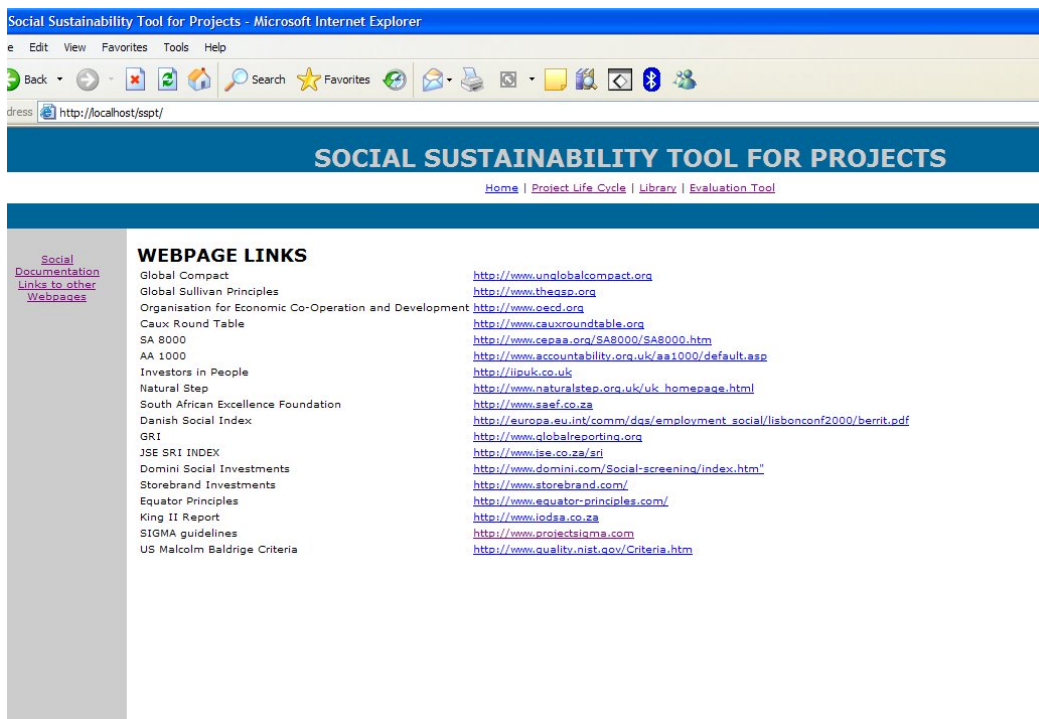 Social Sustainability Tool for Projects - Microsoft Internet Explorer
e Edit View Favorites Tools Help
Back Search Favorites
dress http://localhost/sspt/
SOCIAL SUSTAINABILITY TOOL FOR PROJECTS
Home | Project Life Cycle | Library | Evaluation Tool
Social
Documentation
Links to other
Webpages
WEBPAGE LINKS
Global Compact http://www.unglobalcompact.org
Global Sullivan Principles http://www.thegsp.org
Organisation for Economic Co-Operation and Development http://www.oecd.org
Caux Round Table http://www.cauxroundtable.org
SA 8000 http://www.cepaa.org/SA8000/SA8000.htm
AA 1000 http://www.accountability.org.uk/aa1000/default.asp
Investors in People http://iipuk.co.uk
Natural Step http://www.naturalstep.org.uk/uk_homepage.html
South African Excellence Foundation http://www.saef.co.za
Danish Social Index http://europa.eu.int/comm/dgs/employment_social/lisbonconf2000/berrit.pdf
GRI http://www.globalreporting.org
JSE SRI INDEX http://www.jse.co.za/sri
Domini Social Investments http://www.domini.com/Social-screening/index.htm"
Storebrand Investments http://www.storebrand.com/
Equator Principles http://www.equator-principles.com/
King II Report http://www.iodsa.co.za
SIGMA guidelines http://www.projectsigma.com
US Malcolm Baldrige Criteria http://www.quality.nist.gov/Criteria.htm